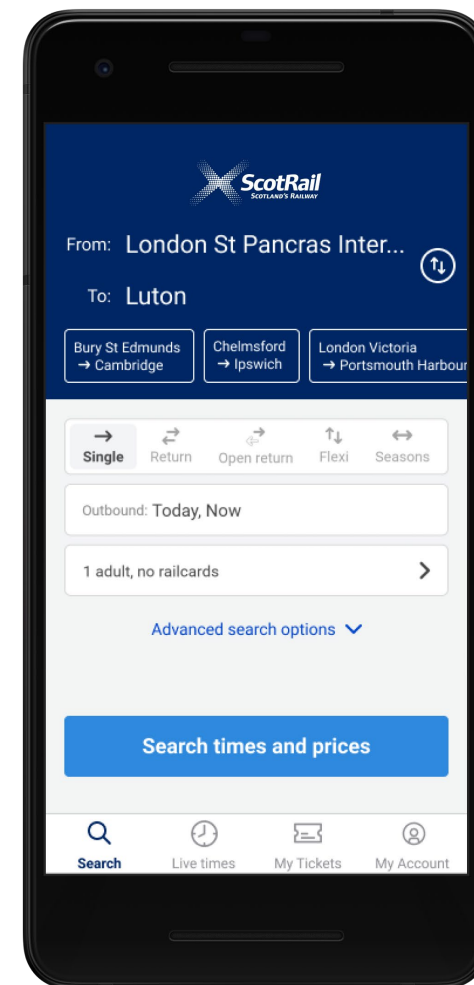 ScotRail
SCOTLAND'S RAILWAY
From: London St Pancras Inter...
To: Luton
Bury St Edmunds
→ Cambridge
Chelmsford
→ Ipswich
London Victoria
→ Portsmouth Harbour
Single
Return
Open return
Flexi
Seasons
Outbound: Today, Now
1 adult, no railcards
Advanced search options
Search times and prices
Search
Live times
My Tickets
My Account